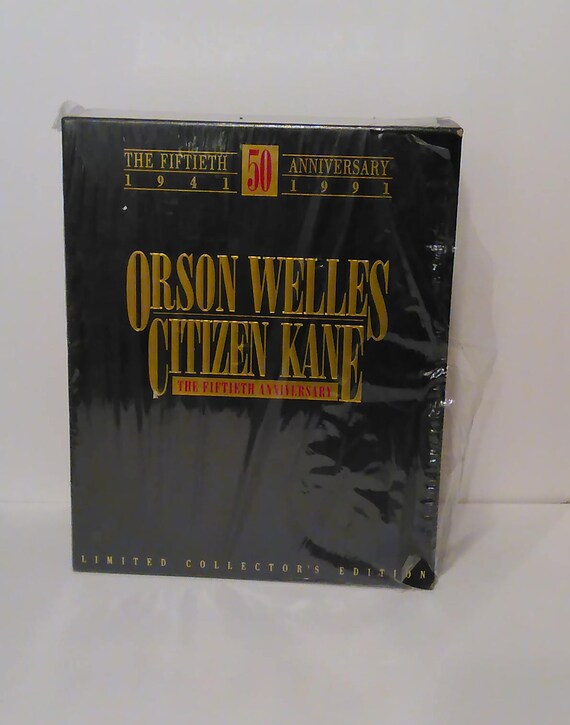 THE FIFTIETH 50 ANNIVERSARY
1941 1991
ORSON WELLES
CITIZEN KANE
THE FIFTIETH ANNIVERSARY
LIMITED COLLECTOR'S EDITION